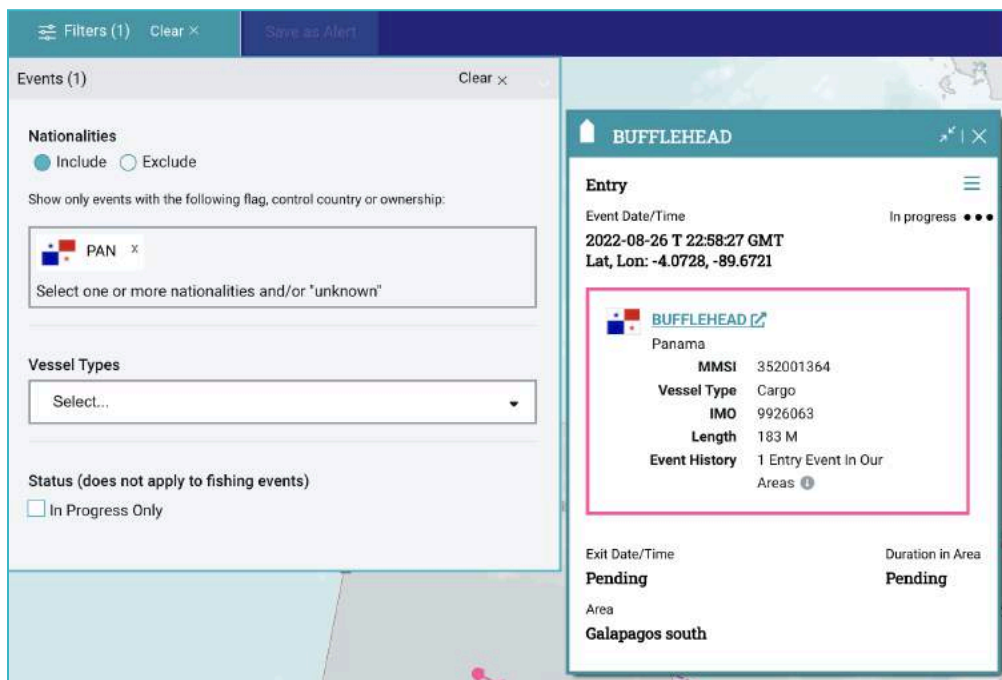 Filters (1) Clear ×
Save as Alert
Events (1) Clear ×
Nationalities
Include Exclude
Show only events with the following flag, control country or ownership:
PAN x
Select one or more nationalities and/or "unknown"
Vessel Types
Select...
Status (does not apply to fishing events)
In Progress Only
BUFFLEHEAD
Entry
Event Date/Time In progress
2022-08-26 T 22:58:27 GMT
Lat, Lon: -4.0728, -89.6721
BUFFLEHEAD
Panama
MMSI 352001364
Vessel Type Cargo
IMO 9926063
Length 183 M
Event History 1 Entry Event In Our
Areas
Exit Date/Time Duration in Area
Pending Pending
Area
Galapagos south